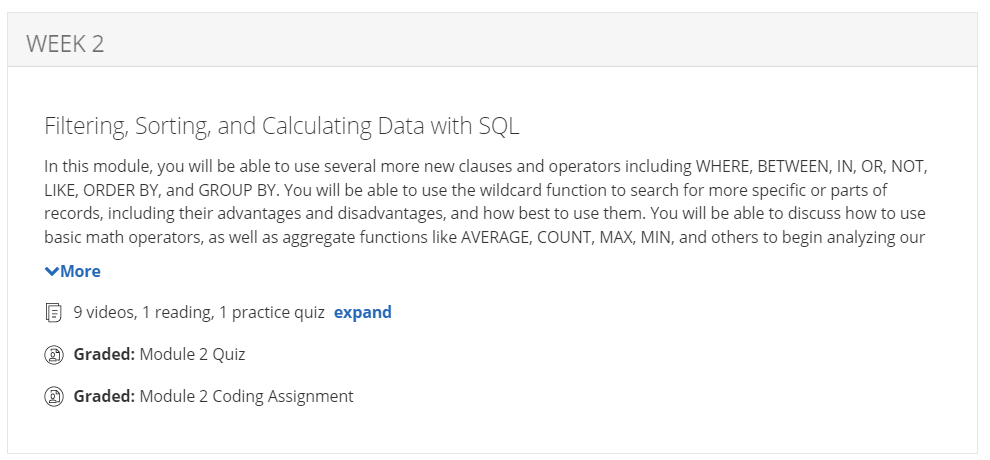 WEEK 2
Filtering, Sorting, and Calculating Data with SQL
In this module, you will be able to use several more new clauses and operators including WHERE, BETWEEN, IN, OR, NOT,
LIKE, ORDER BY, and GROUP BY. You will be able to use the wildcard function to search for more specific or parts of
records, including their advantages and disadvantages, and how best to use them. You will be able to discuss how to use
basic math operators, as well as aggregate functions like AVERAGE, COUNT, MAX, MIN, and others to begin analyzing our
More
9 videos, 1 reading, 1 practice quiz expand
Graded: Module 2 Quiz
Graded: Module 2 Coding Assignment